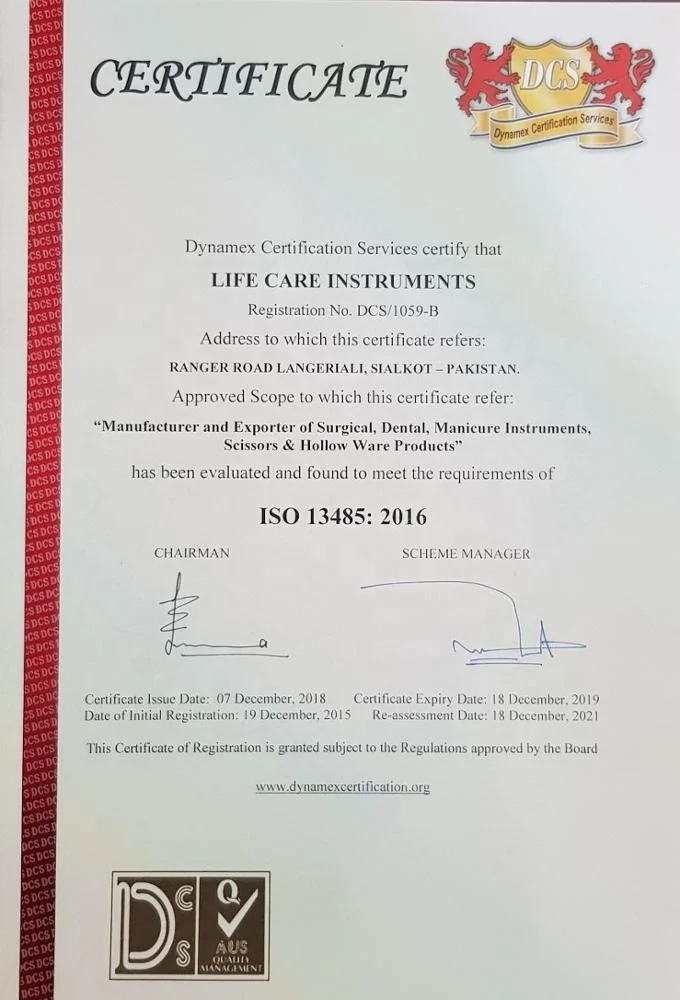 CERTIFICATE
DCS
Dynamex Certification Services
Dynamex Certification Services certify that
LIFE CARE INSTRUMENTS
Registration No. DCS/1059-B
Address to which this certificate refers:
RANGER ROAD LANGERIALI, SIALKOT – PAKISTAN.
Approved Scope to which this certificate refer:
“Manufacturer and Exporter of Surgical, Dental, Manicure Instruments,
Scissors & Hollow Ware Products”
has been evaluated and found to meet the requirements of
ISO 13485: 2016
CHAIRMAN SCHEME MANAGER
Certificate Issue Date: 07 December, 2018 Certificate Expiry Date: 18 December, 2019
Date of Initial Registration: 19 December, 2015 Re-assessment Date: 18 December, 2021
This Certificate of Registration is granted subject to the Regulations approved by the Board
www.dynamexcertification.org
DCS
Q
AUS
QUALITY
MANAGEMENT